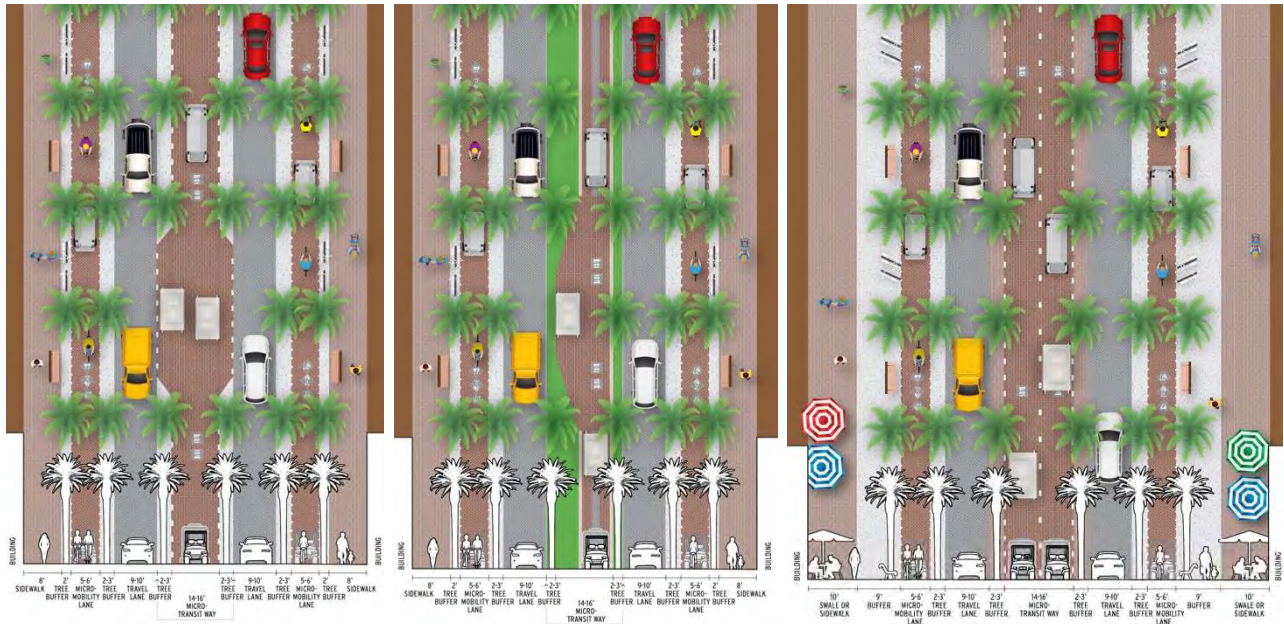 BUILDING
8'
SIDEWALK
2'
TREE
BUFFER
5-6'
MICRO-
MOBILITY
LANE
2-3'
TREE
BUFFER
9-10'
TRAVEL
LANE
2-3'
TREE
BUFFER
14-16'
MICRO-
TRANSIT WAY
2-3'
TREE
BUFFER
9-10'
TRAVEL
LANE
2-3'
TREE
BUFFER
5-6'
MICRO-
MOBILITY
LANE
2'
TREE
BUFFER
8'
SIDEWALK
BUILDING
BUILDING
8'
SIDEWALK
2'
TREE
BUFFER
5-6'
MICRO-
MOBILITY
LANE
2-3'
TREE
BUFFER
9-10'
TRAVEL
LANE
2-3'
TREE
BUFFER
14-16'
MICRO-
TRANSIT WAY
2-3'
TREE
BUFFER
9-10'
TRAVEL
LANE
2-3'
TREE
BUFFER
5-6'
MICRO-
MOBILITY
LANE
2'
TREE
BUFFER
8'
SIDEWALK
BUILDING
BUILDING
10'
SWALE OR
SIDEWALK
9'
BUFFER
5-6'
MICRO-
MOBILITY
LANE
2-3'
TREE
BUFFER
9-10'
TRAVEL
LANE
2-3'
TREE
BUFFER
14-16'
MICRO-
TRANSIT WAY
2-3'
TREE
BUFFER
9-10'
TRAVEL
LANE
2-3'
TREE
BUFFER
5-6'
MICRO-
MOBILITY
LANE
9'
BUFFER
10'
SWALE OR
SIDEWALK
BUILDING